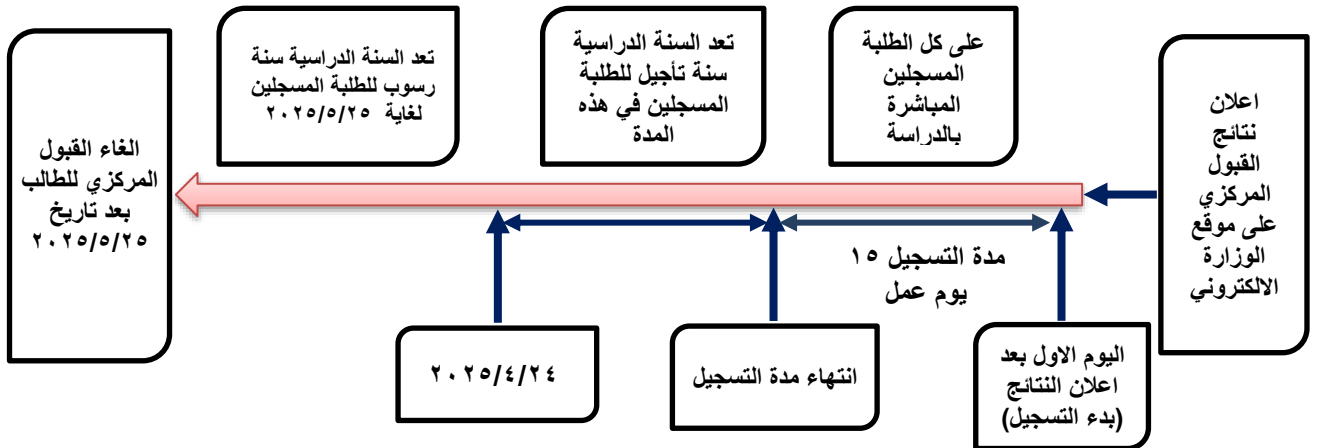 اعلان
نتائج
القبول
المركزي
على موقع
الوزارة
الالكتروني
على كل الطلبة
المسجلين
المباشرة
بالدراسة
تعد السنة الدراسية
سنة تأجيل للطلبة
المسجلين في هذه
المدة
تعد السنة الدراسية سنة
رسوب للطلبة المسجلين
لغاية ٢٠٢٥/٥/٢٥
الغاء القبول
المركزي للطالب
بعد تاريخ
٢٠٢٥/٥/٢٥
مدة التسجيل ١٥
يوم عمل
اليوم الاول بعد
اعلان النتائج
(بدء التسجيل)
انتهاء مدة التسجيل
٢٠٢٥/٤/٢٤